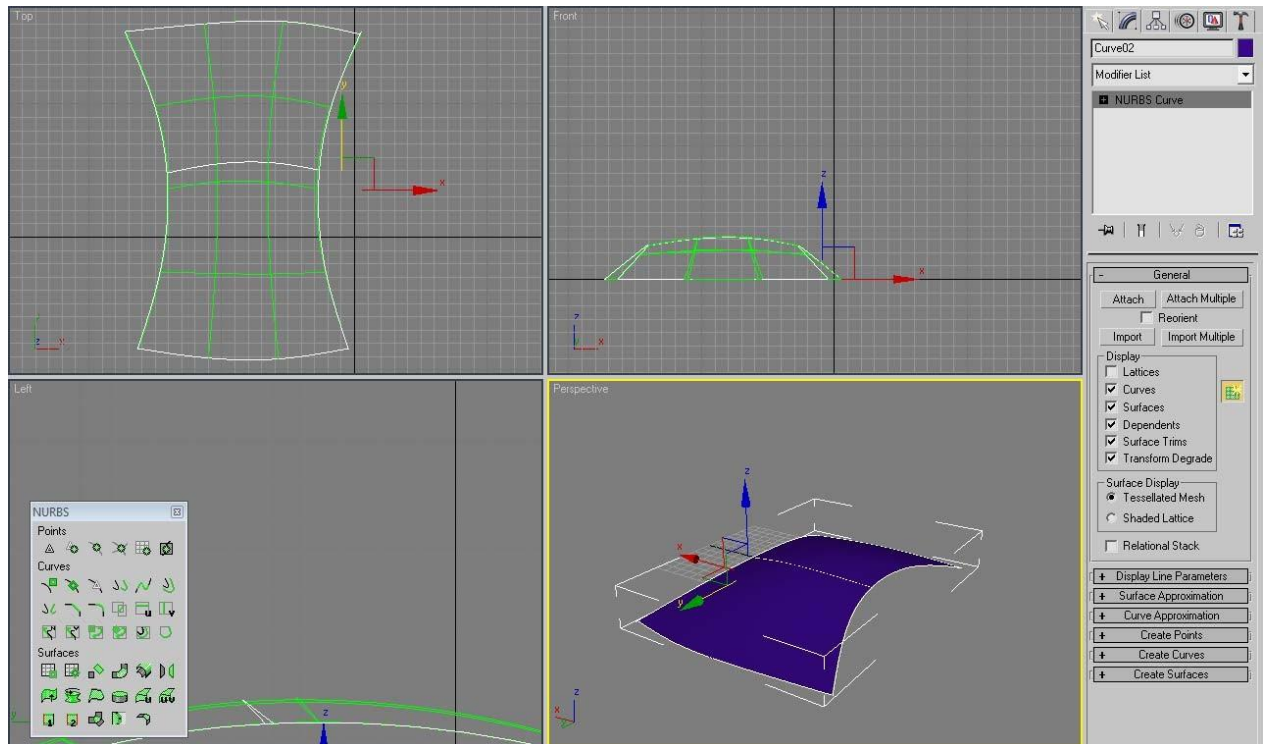 Top
y
x
z
x
Front
z
x
z
x
Left
z
y
Perspective
z
x
y
z
x
NURBS
Points
Curves
Surfaces
Curve02
Modifier List
NURBS Curve
General
Attach
Attach Multiple
Reorient
Import
Import Multiple
Display
Lattices
Curves
Surfaces
Dependents
Surface Trims
Transform Degrade
Surface Display
Tessellated Mesh
Shaded Lattice
Relational Stack
Display Line Parameters
Surface Approximation
Curve Approximation
Create Points
Create Curves
Create Surfaces